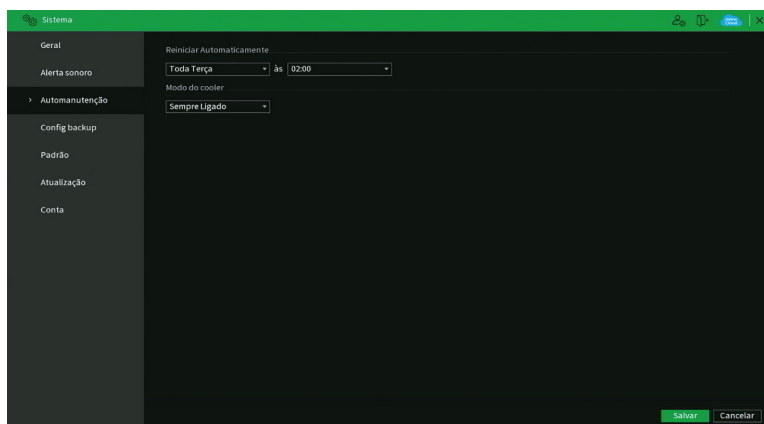 Sistema
Geral
Alerta sonoro
> Automanutenção
Config backup
Padrão
Atualização
Conta
Reiniciar Automaticamente
Toda Terça às 02:00
Modo do cooler
Sempre Ligado
Salvar Cancelar